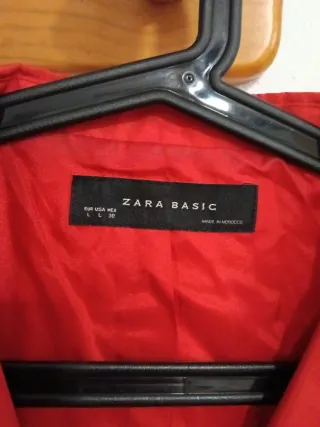 ZARA BASIC
EUR USA MEX
L L 30
MADE IN MOROCCO